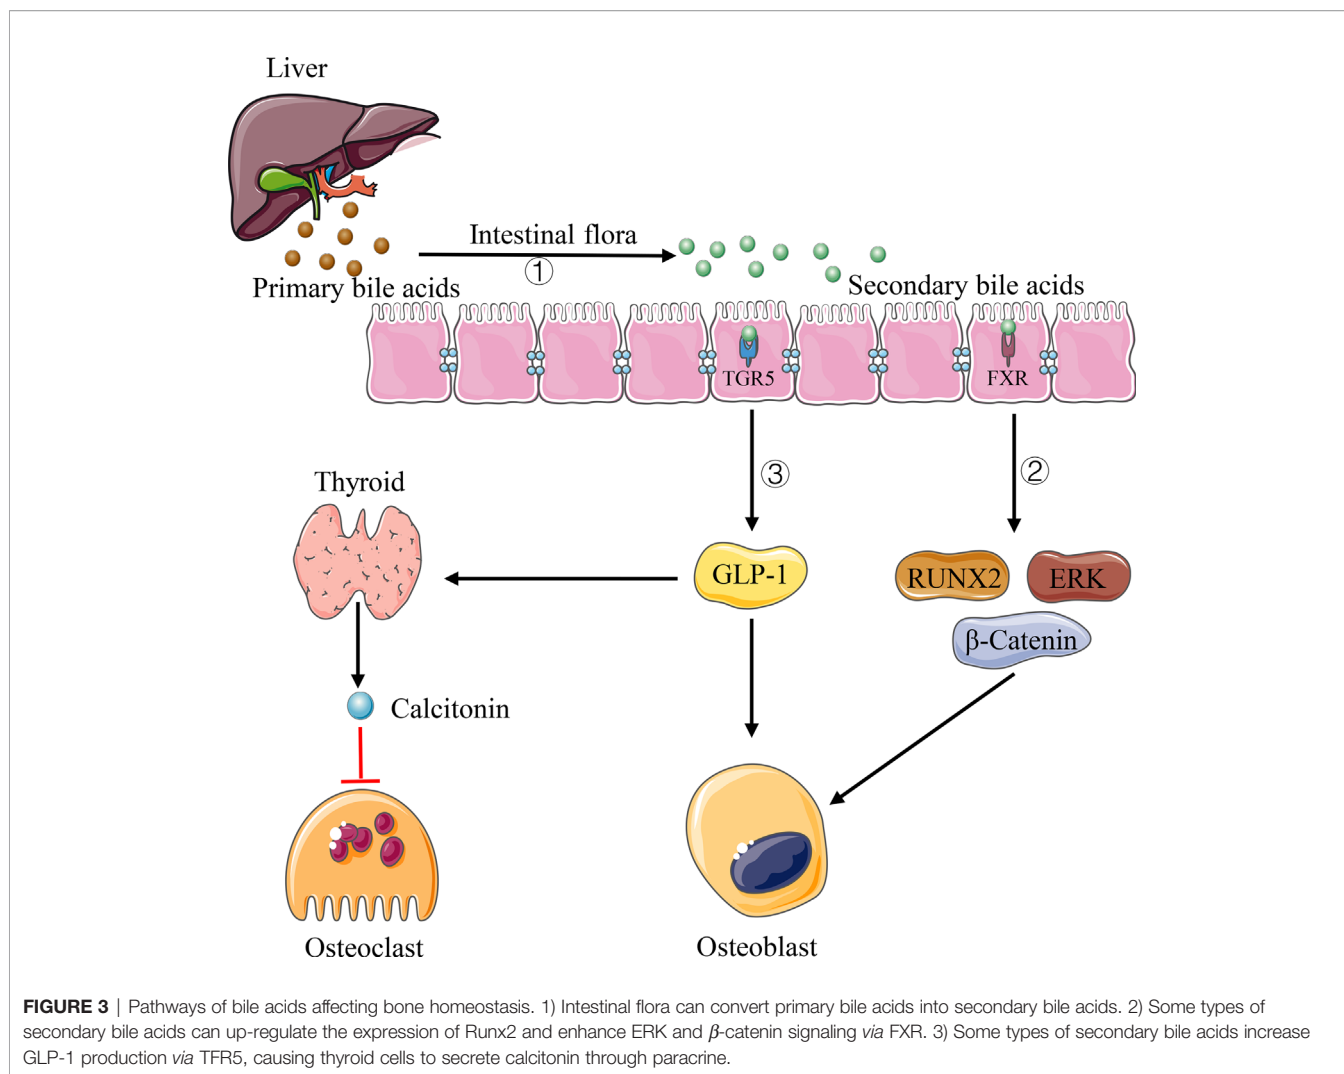 Liver
Intestinal flora
①
Primary bile acids
Secondary bile acids
TGR5
FXR
③
②
Thyroid
GLP-1
RUNX2
ERK
β-Catenin
Calcitonin
Osteoclast
Osteoblast
FIGURE 3 | Pathways of bile acids affecting bone homeostasis. 1) Intestinal flora can convert primary bile acids into secondary bile acids. 2) Some types of
secondary bile acids can up-regulate the expression of Runx2 and enhance ERK and β-catenin signaling via FXR. 3) Some types of secondary bile acids increase
GLP-1 production via TFR5, causing thyroid cells to secrete calcitonin through paracrine.